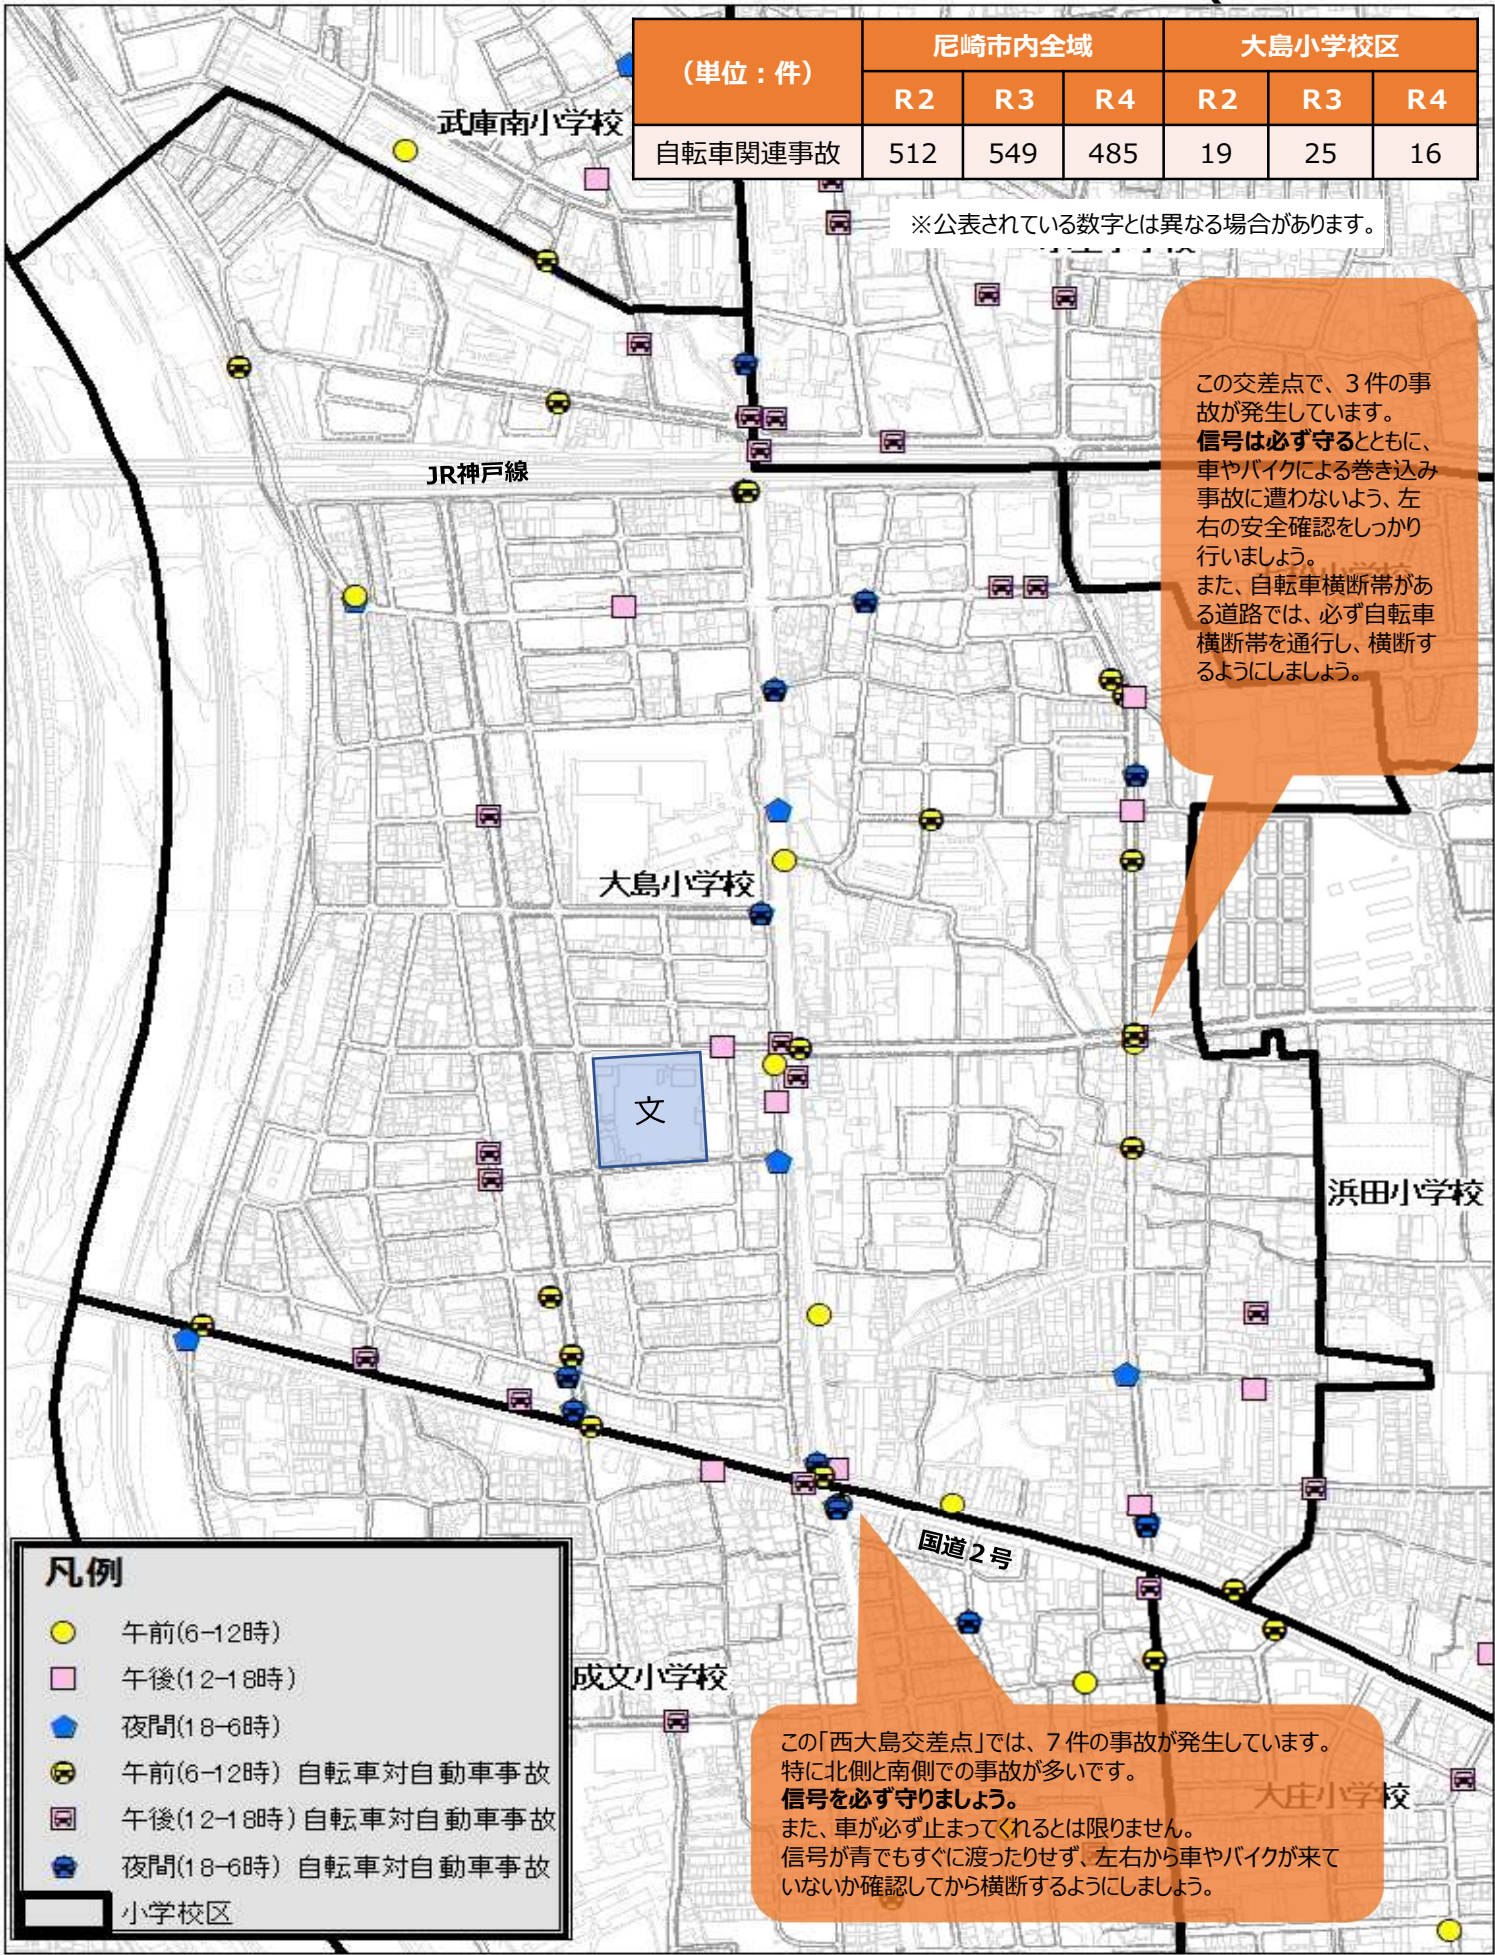 (単位：件)
尼崎市内全域
大島小学校区
R2 R3 R4 R2 R3 R4
自転車関連事故 512 549 485 19 25 16
※公表されている数字とは異なる場合があります。
武庫南小学校
この交差点で、3件の事
故が発生しています。
信号は必ず守るとともに、
車やバイクによる巻き込み
事故に遭わないよう、左
右の安全確認をしっかり
行いましょう。
また、自転車横断帯があ
る道路では、必ず自転車
横断帯を通行し、横断す
るようにしましょう。
JR神戸線
大島小学校
文
浜田小学校
国道2号
成文小学校
大庄小学校
この「西大島交差点」では、7件の事故が発生しています。
特に北側と南側での事故が多いです。
信号を必ず守りましょう。
また、車が必ず止まってくれるとは限りません。
信号が青でもすぐに渡ったりせず、左右から車やバイクが来て
いないか確認してから横断するようにしましょう。
凡例
午前(6-12時)
午後(12-18時)
夜間(18-6時)
午前(6-12時) 自転車対自動車事故
午後(12-18時) 自転車対自動車事故
夜間(18-6時) 自転車対自動車事故
小学校区